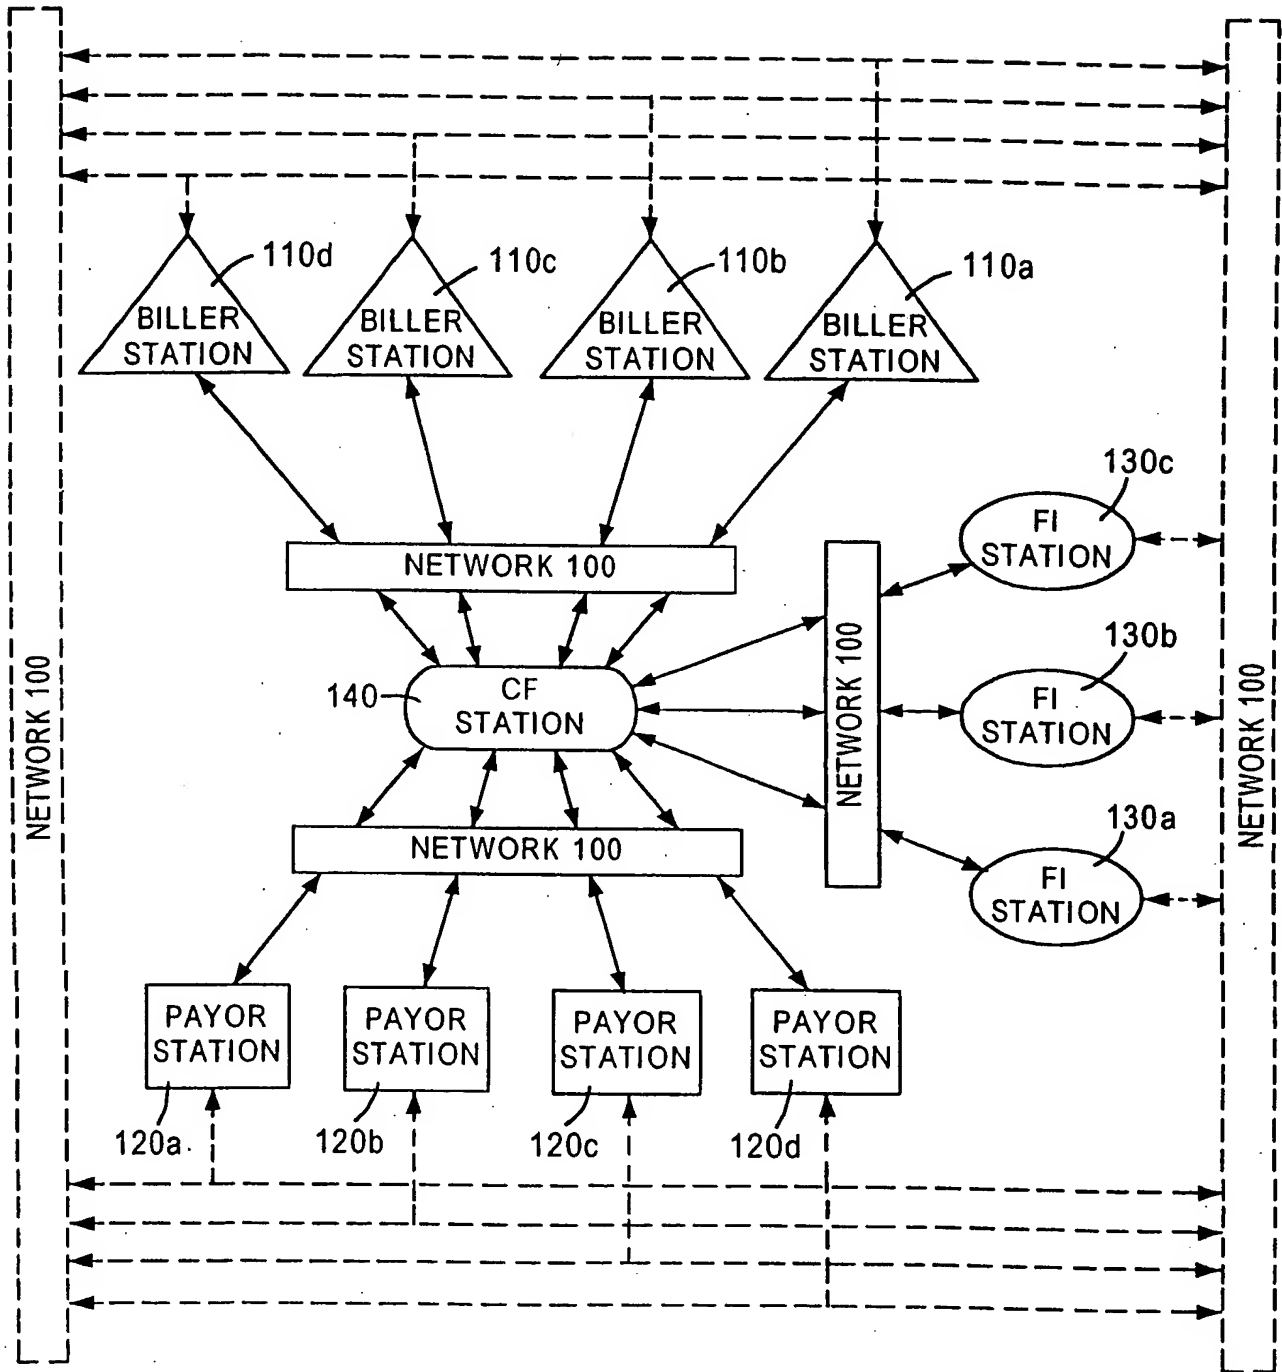 110d
110c
110b
110a
BILLER
STATION
BILLER
STATION
BILLER
STATION
BILLER
STATION
130c
FI
STATION
NETWORK 100
130b
FI
STATION
NETWORK 100
140
CF
STATION
NETWORK 100
NETWORK 100
NETWORK 100
130a
FI
STATION
NETWORK 100
PAYOR
STATION
PAYOR
STATION
PAYOR
STATION
PAYOR
STATION
120a
120b
120c
120d